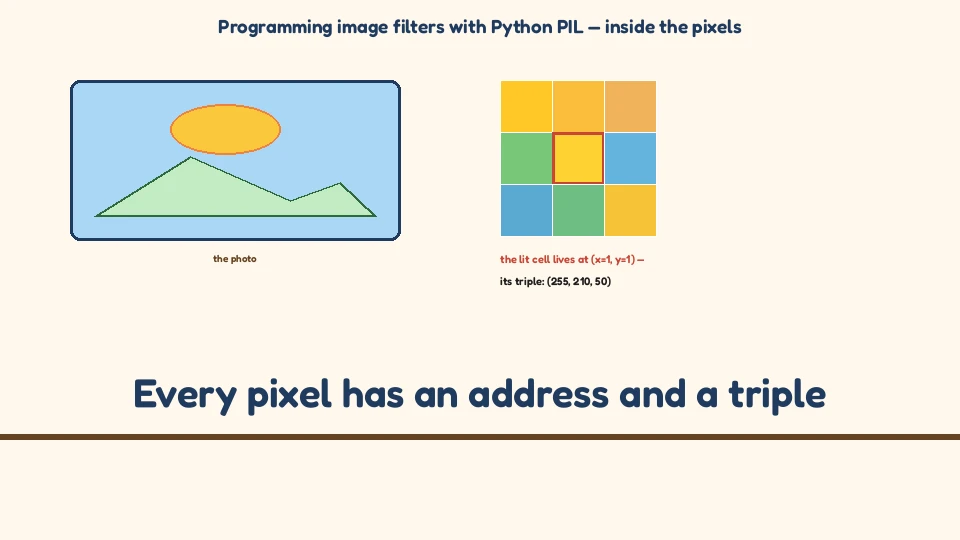 Programming image filters with Python PIL — inside the pixels
the photo
the lit cell lives at (x=1, y=1) —
its triple: (255, 210, 50)
Every pixel has an address and a triple